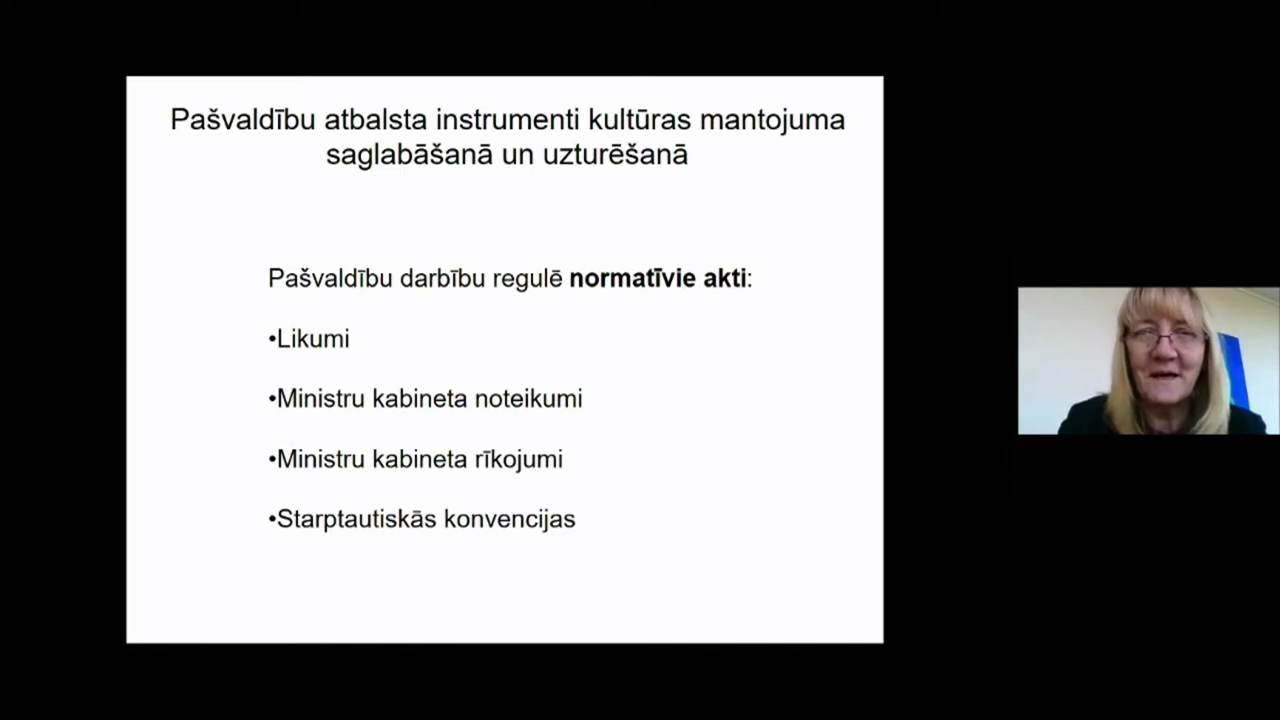 Pašvaldību atbalsta instrumenti kultūras mantojuma
saglabāšanā un uzturēšanā
Pašvaldību darbību regulē normatīvie akti:
•Likumi
•Ministru kabineta noteikumi
•Ministru kabineta rīkojumi
•Starptautiskās konvencijas